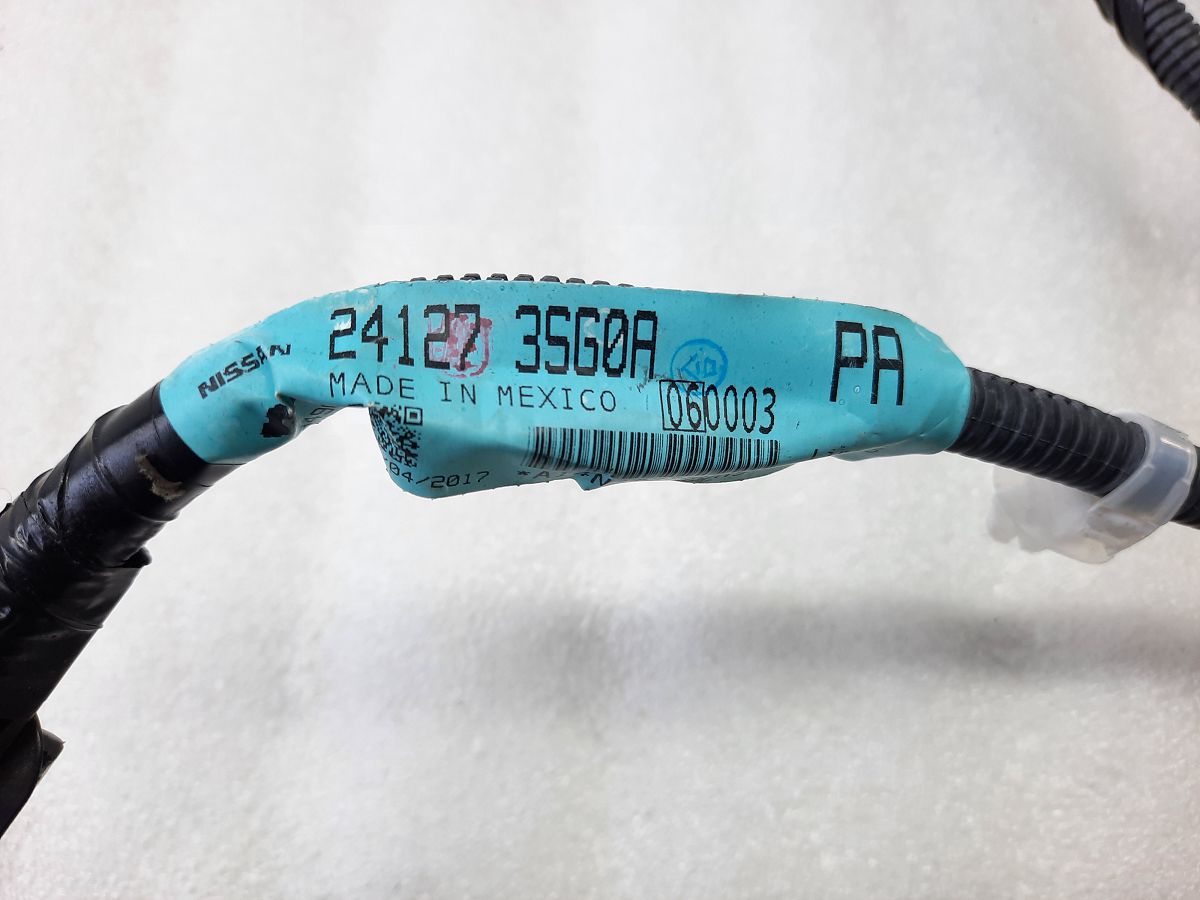 NISSAN
24127 3SG0A PA
MADE IN MEXICO 060003
04/2017